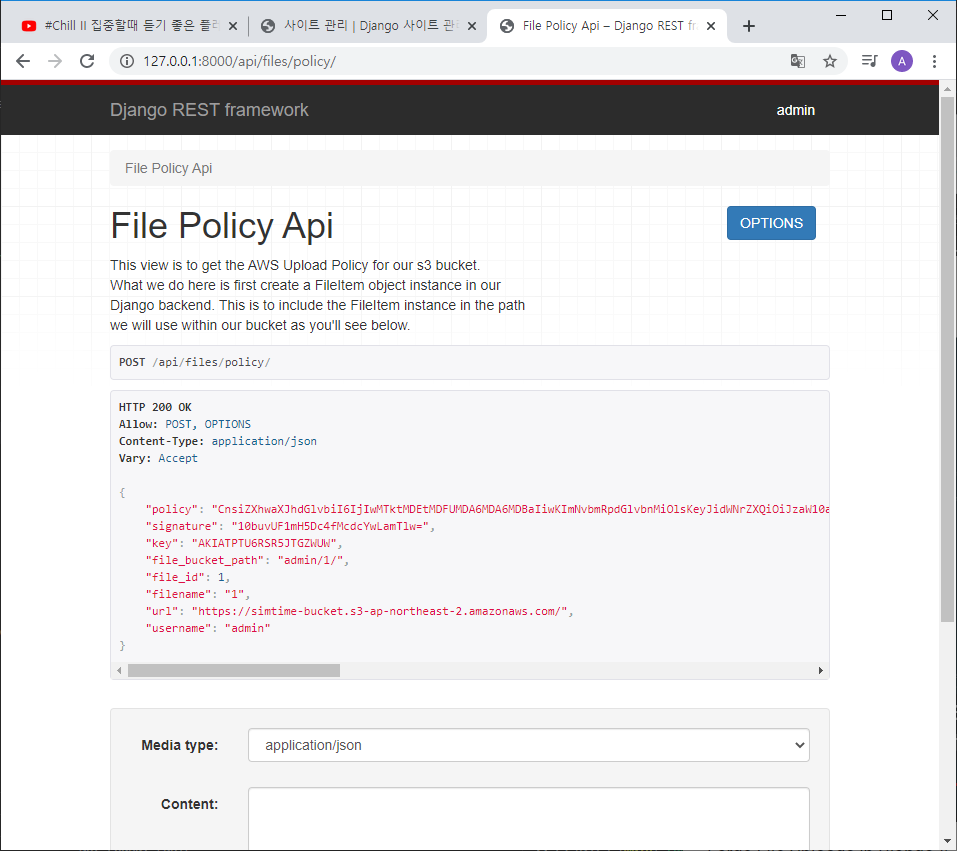 #Chill II 집중할때 듣기 좋은 플레
사이트 관리 | Django 사이트 관
File Policy Api – Django REST fr
127.0.0.1:8000/api/files/policy/
A
Django REST framework
admin
File Policy Api
File Policy Api
OPTIONS
This view is to get the AWS Upload Policy for our s3 bucket.
What we do here is first create a FileItem object instance in our
Django backend. This is to include the FileItem instance in the path
we will use within our bucket as you'll see below.
POST /api/files/policy/
HTTP 200 OK
Allow: POST, OPTIONS
Content-Type: application/json
Vary: Accept
{
"policy": "CnsiZXhwaXJhdGlvbiI6IjIwMTktMDEtMDFUMDA6MDA6MDBaIiwKImNvbmRpdGlvbnMiOlsKeyJidWNrZXQiOiJzaW10a
"signature": "10buvUF1mH5Dc4fMcdcYwLamTlw=",
"key": "AKIATPTU6RSR5JTGZWUW",
"file_bucket_path": "admin/1/",
"file_id": 1,
"filename": "1",
"url": "https://simtime-bucket.s3-ap-northeast-2.amazonaws.com/",
"username": "admin"
}
Media type:
application/json
Content: